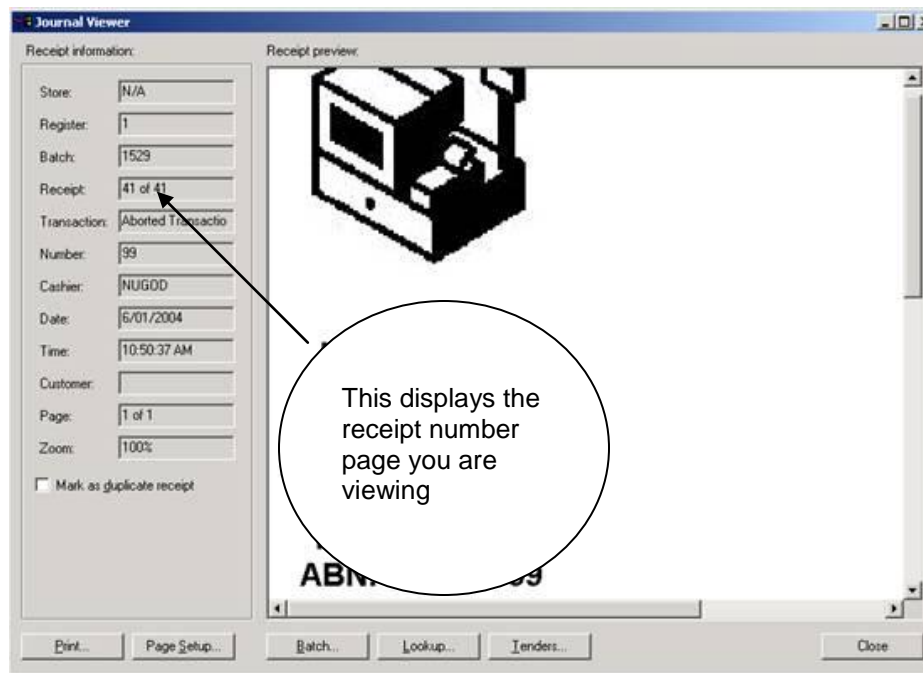 Journal Viewer
Receipt information:
Receipt preview:
Store: N/A
Register: 1
Batch: 1529
Receipt: 41 of 41
Transaction: Aborted Transactio
Number: 99
Cashier: NUGOD
Date: 6/01/2004
Time: 10:50:37 AM
Customer:
Page: 1 of 1
Zoom: 100%
Mark as duplicate receipt
This displays the
receipt number
page you are
viewing
ABN
Print...
Page Setup...
Batch...
Lookup...
Tenders...
Close